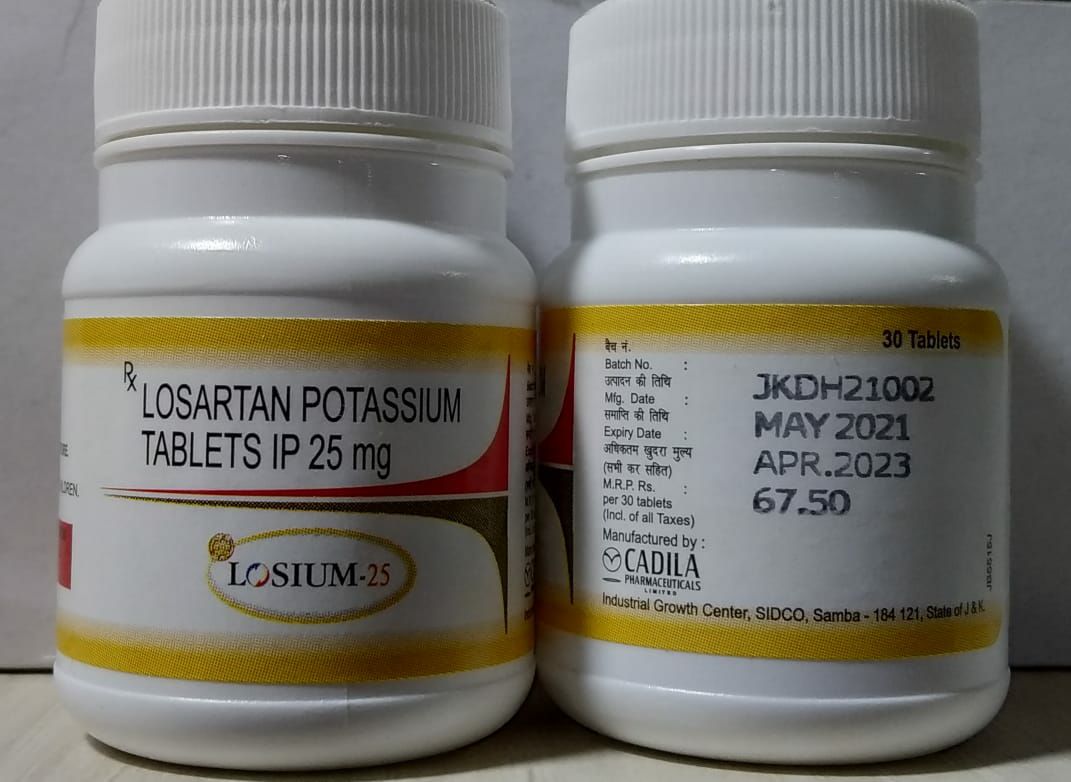 Rx
LOSARTAN POTASSIUM
TABLETS IP 25 mg
LDREN.
LOSIUM-25
30 Tablets
बैच नं.
Batch No. : JKDH21002
उत्पादन की तिथि
Mfg. Date : MAY 2021
समाप्ति की तिथि
Expiry Date : APR.2023
अधिकतम खुदरा मूल्य
(सभी कर सहित)
M.R.P. Rs. : 67.50
per 30 tablets
(Incl. of all Taxes)
Manufactured by :
CADILA
PHARMACEUTICALS
LIMITED
Industrial Growth Center, SIDCO, Samba - 184 121, State of J & K.